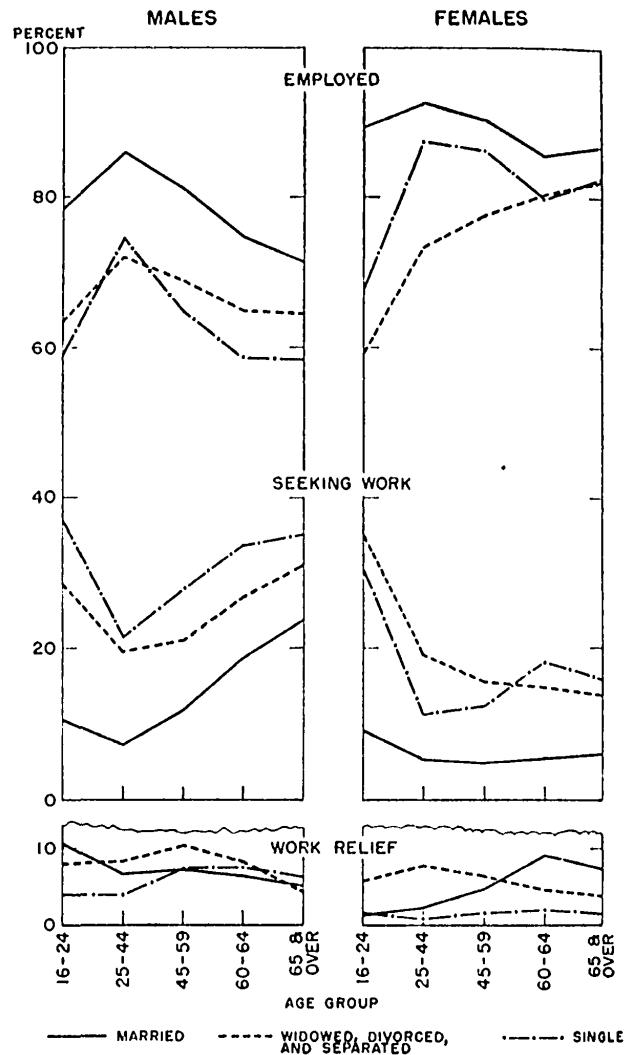 MALES
FEMALES
PERCENT
100
80
60
40
20
0
EMPLOYED
SEEKING WORK
10
0
WORK RELIEF
16-24
25-44
45-59
60-64
65 &
OVER
16-24
25-44
45-59
60-64
65 &
OVER
AGE GROUP
MARRIED
WIDOWED, DIVORCED,
AND SEPARATED
SINGLE